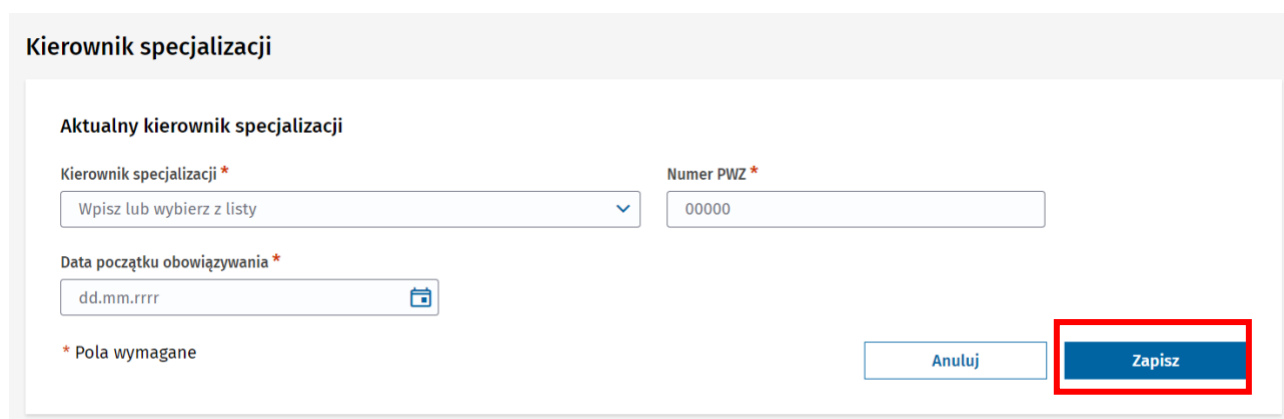 Kierownik specjalizacji
Aktualny kierownik specjalizacji
Kierownik specjalizacji *
Numer PWZ *
Wpisz lub wybierz z listy
00000
Data początku obowiązywania *
dd.mm.rrrr
* Pola wymagane
Anuluj
Zapisz